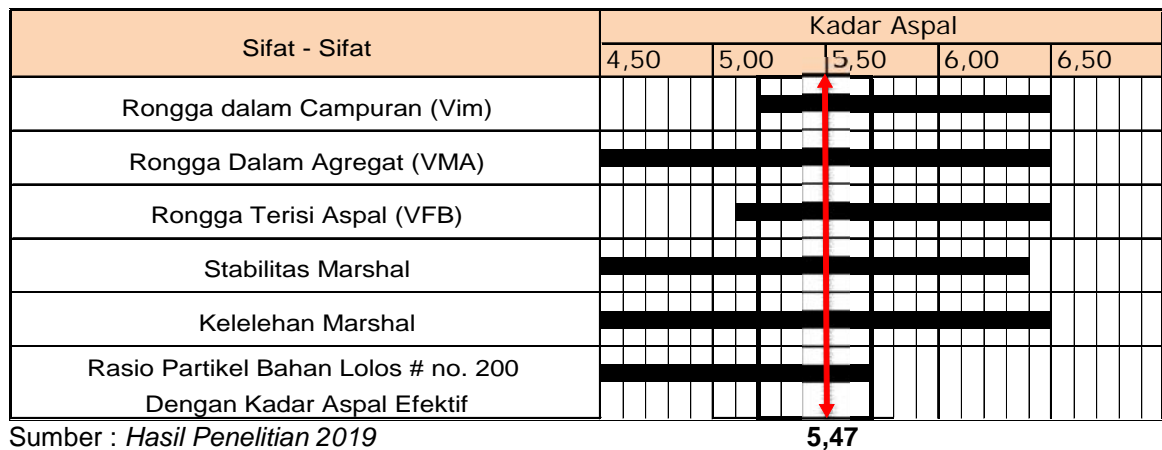 Sifat - Sifat
Kadar Aspal
4,50 5,00 5,50 6,00 6,50
Rongga dalam Campuran (Vim)
Rongga Dalam Agregat (VMA)
Rongga Terisi Aspal (VFB)
Stabilitas Marshal
Kelelehan Marshal
Rasio Partikel Bahan Lolos # no. 200
Dengan Kadar Aspal Efektif
Sumber : Hasil Penelitian 2019 5,47